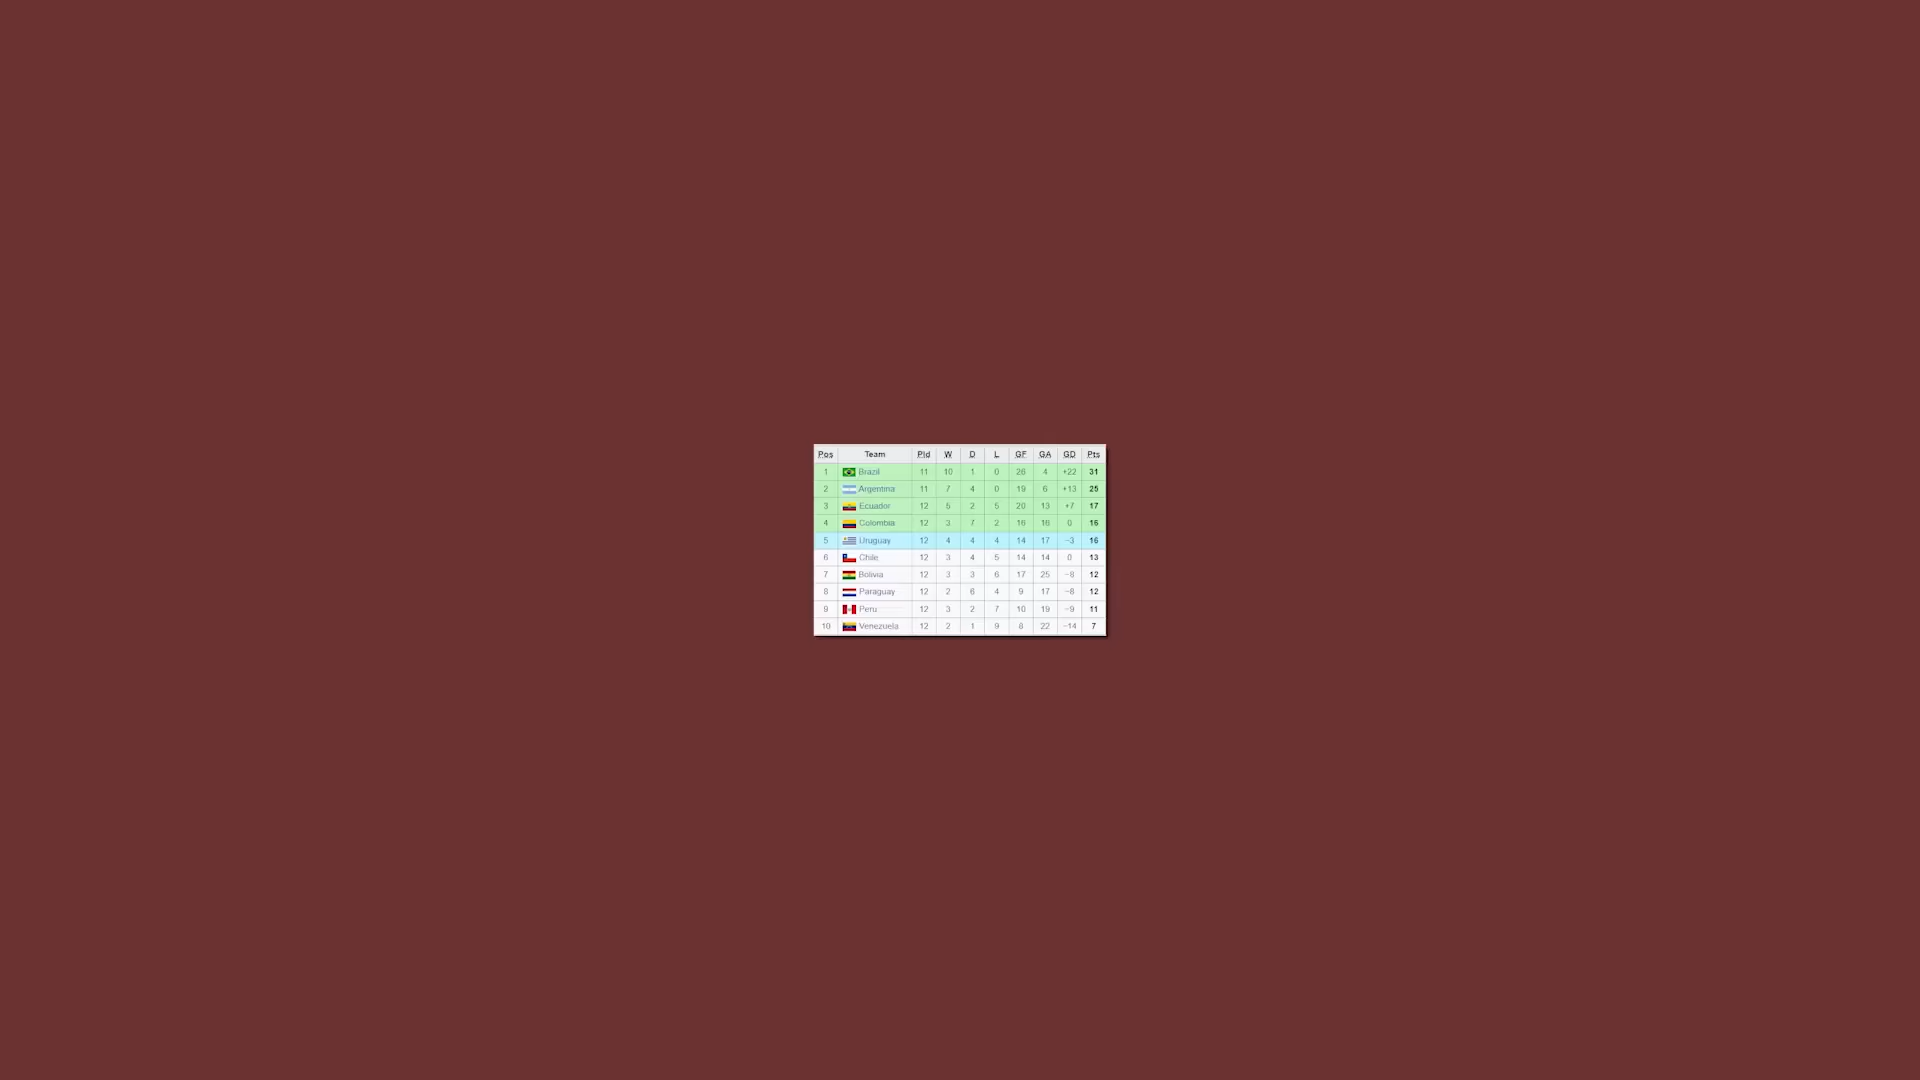 Pos Team Pld W D L GF GA GD Pts
1 Brazil 11 10 1 0 26 4 +22 31
2 Argentina 11 7 4 0 19 6 +13 25
3 Ecuador 12 5 2 5 20 13 +7 17
4 Colombia 12 3 7 2 16 16 0 16
5 Uruguay 12 4 4 4 14 17 −3 16
6 Chile 12 3 4 5 14 14 0 13
7 Bolivia 12 3 3 6 17 25 −8 12
8 Paraguay 12 2 6 4 9 17 −8 12
9 Peru 12 3 2 7 10 19 −9 11
10 Venezuela 12 2 1 9 8 22 −14 7